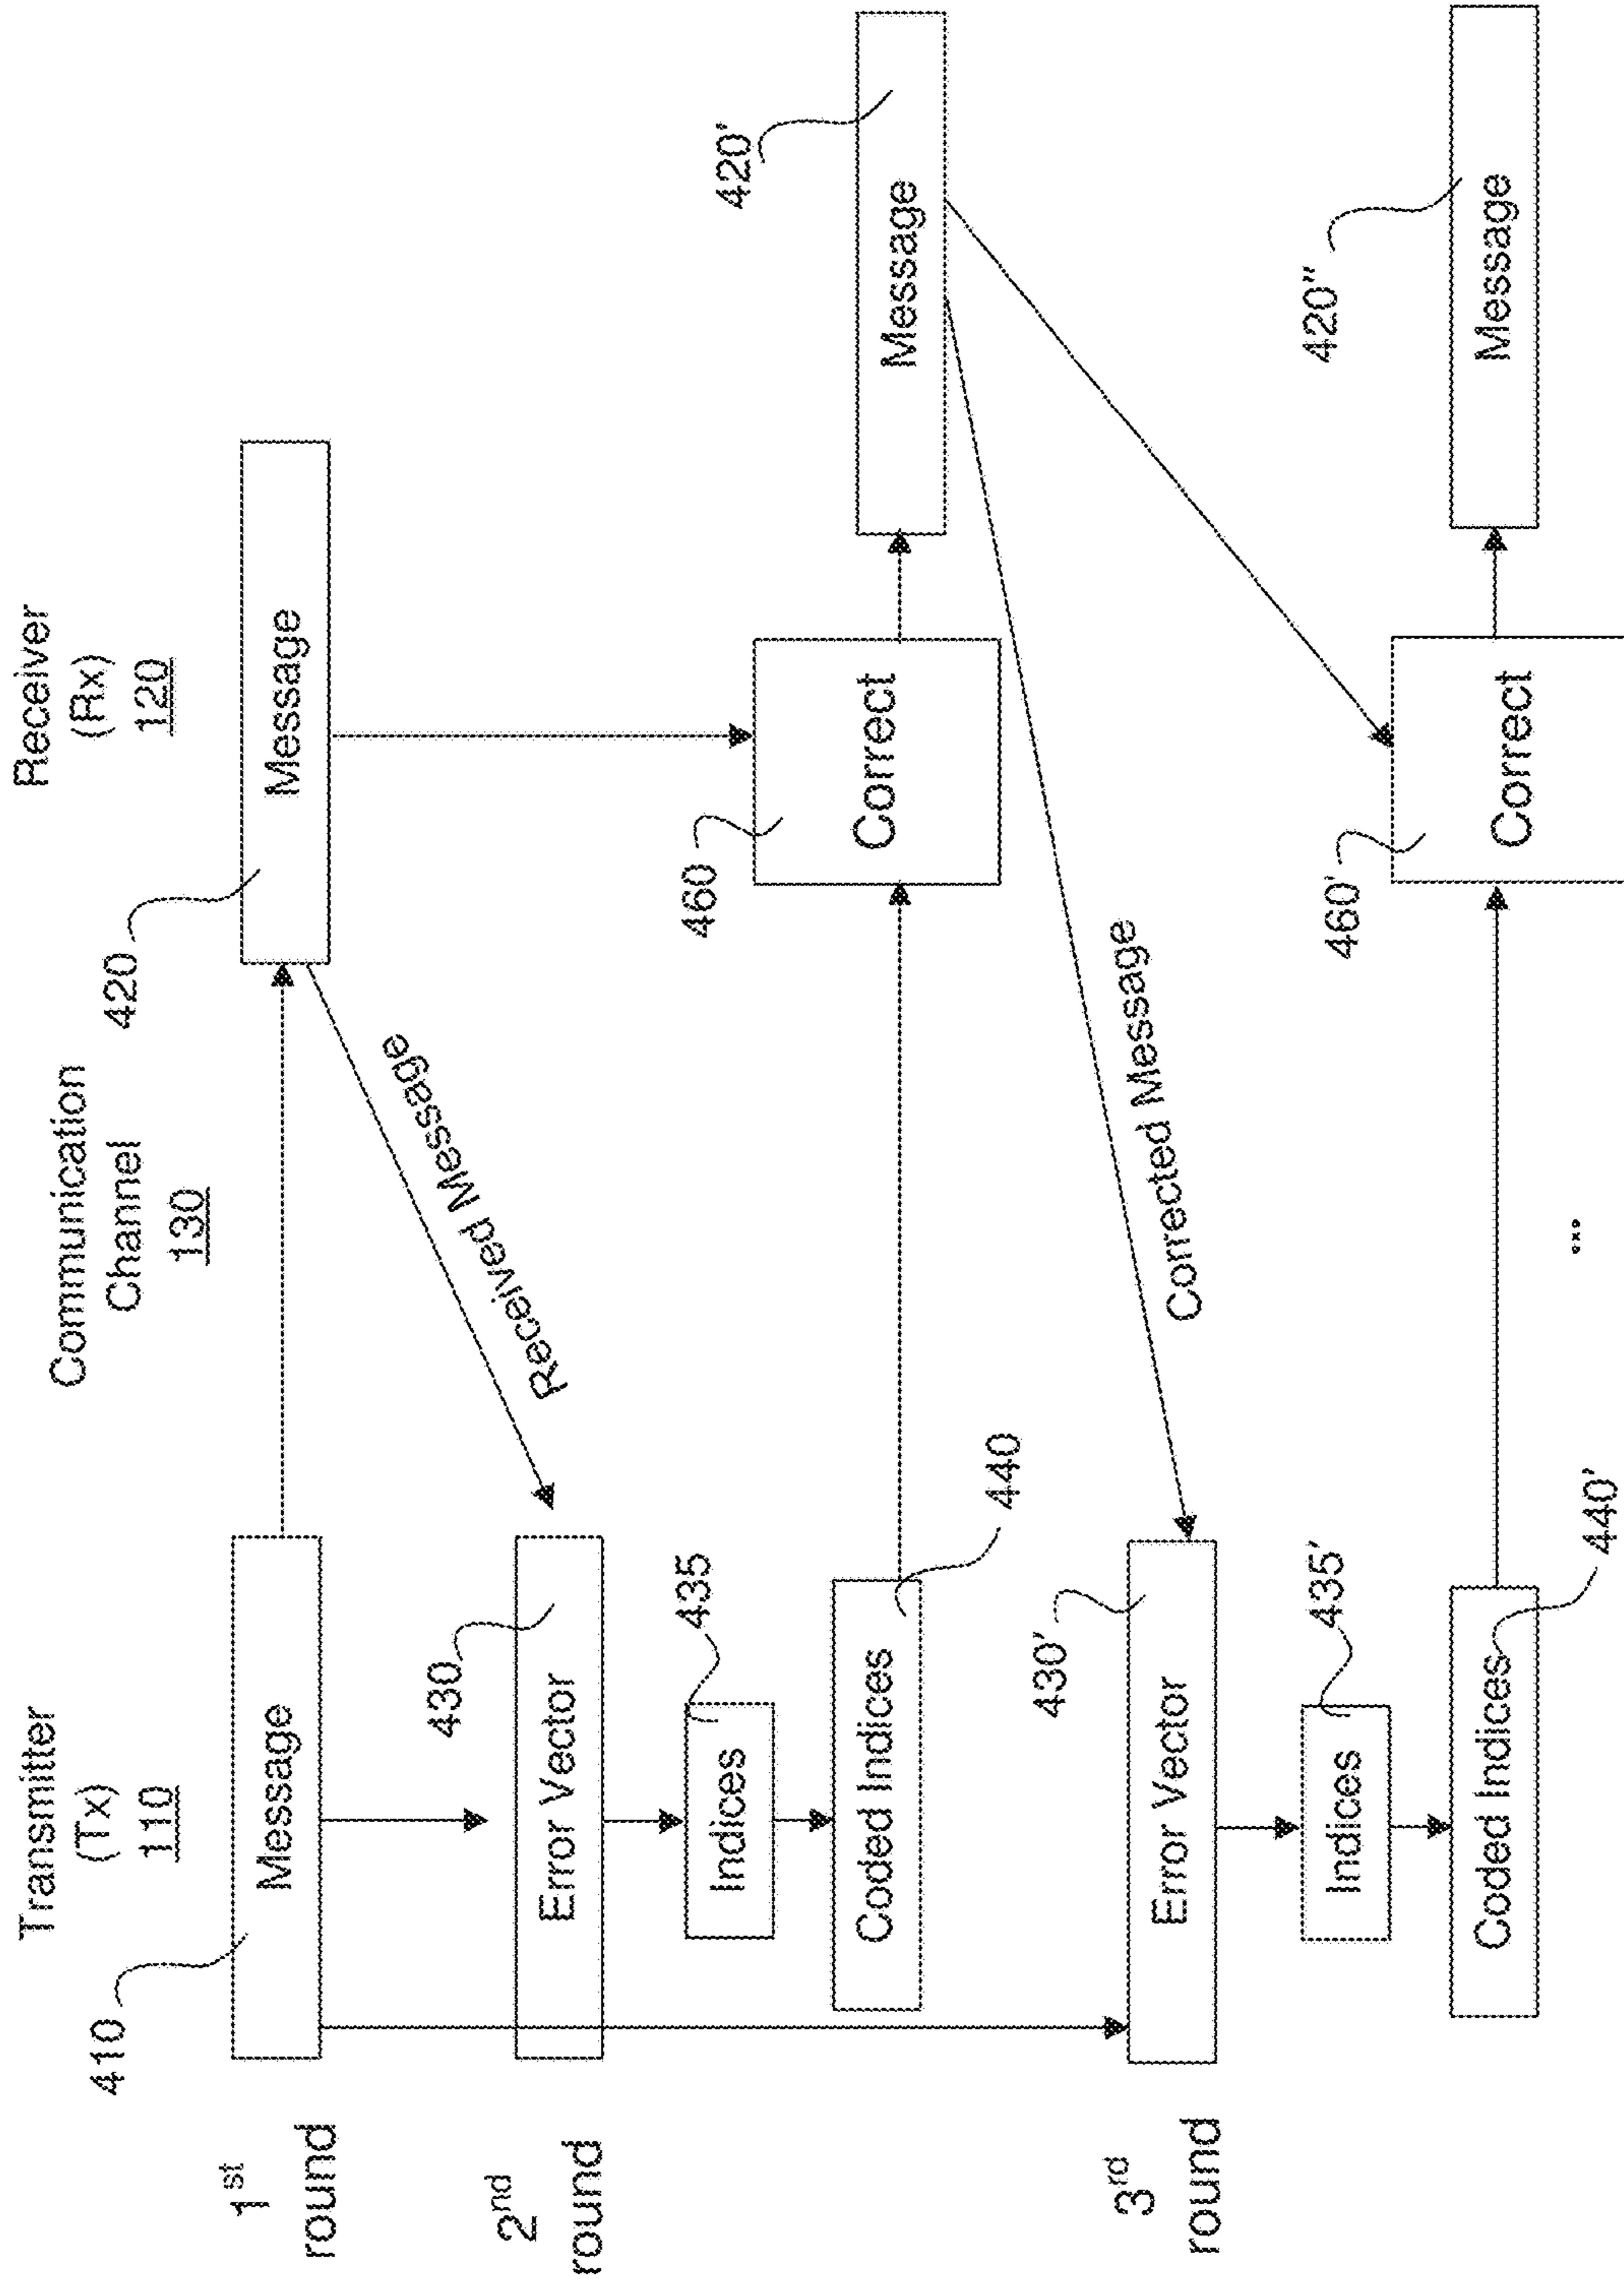 Transmitter
(Tx)
110
Communication
Channel
130
Receiver
(Rx)
120
1st
round
410
Message
420
Message
Received Message
2nd
round
430
Error Vector
435
Indices
Coded Indices
440
460
Correct
420'
Message
Corrected Message
3rd
round
430'
Error Vector
435'
Indices
Coded Indices
440'
460'
Correct
420"
Message
...